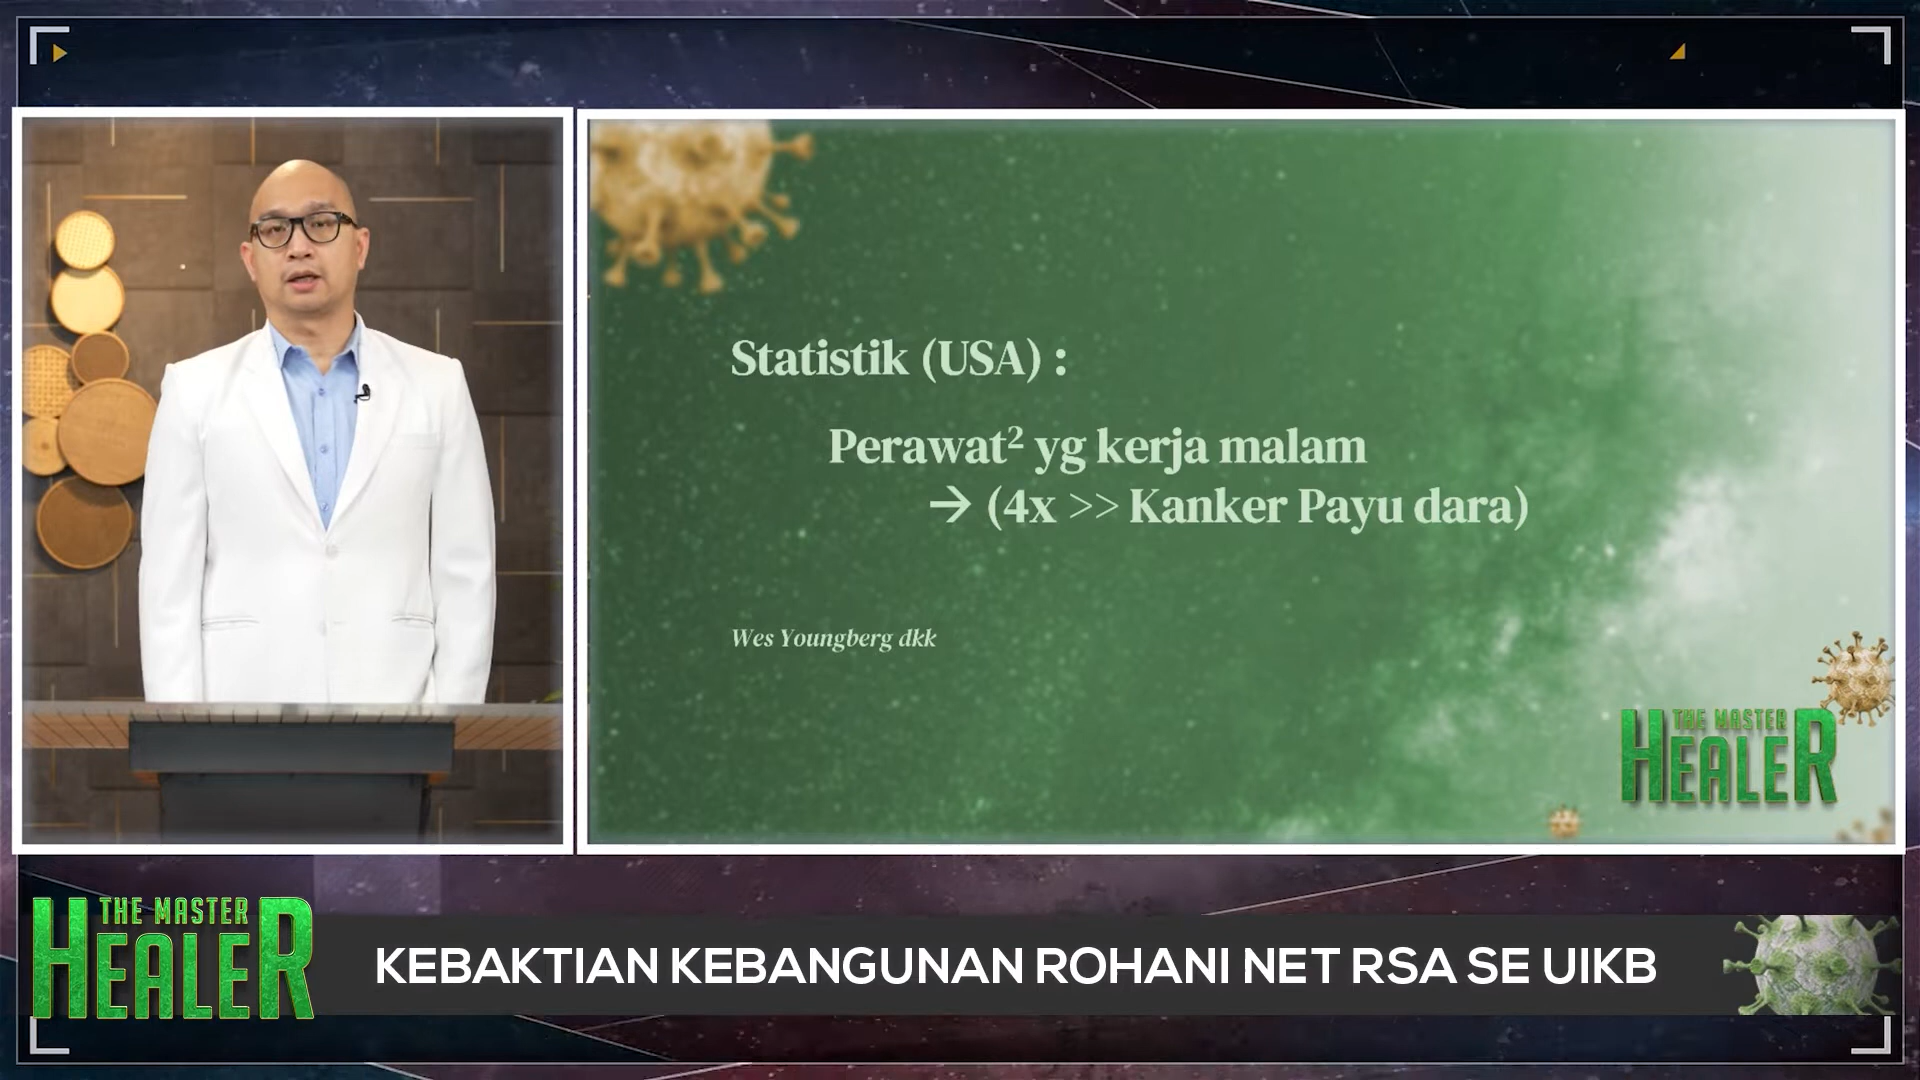 Statistik (USA) :
Perawat² yg kerja malam
→ (4x >> Kanker Payu dara)
Wes Youngberg dkk
THE MASTER
HEALER
THE MASTER
HEALER
KEBAKTIAN KEBANGUNAN ROHANI NET RSA SE UIKB